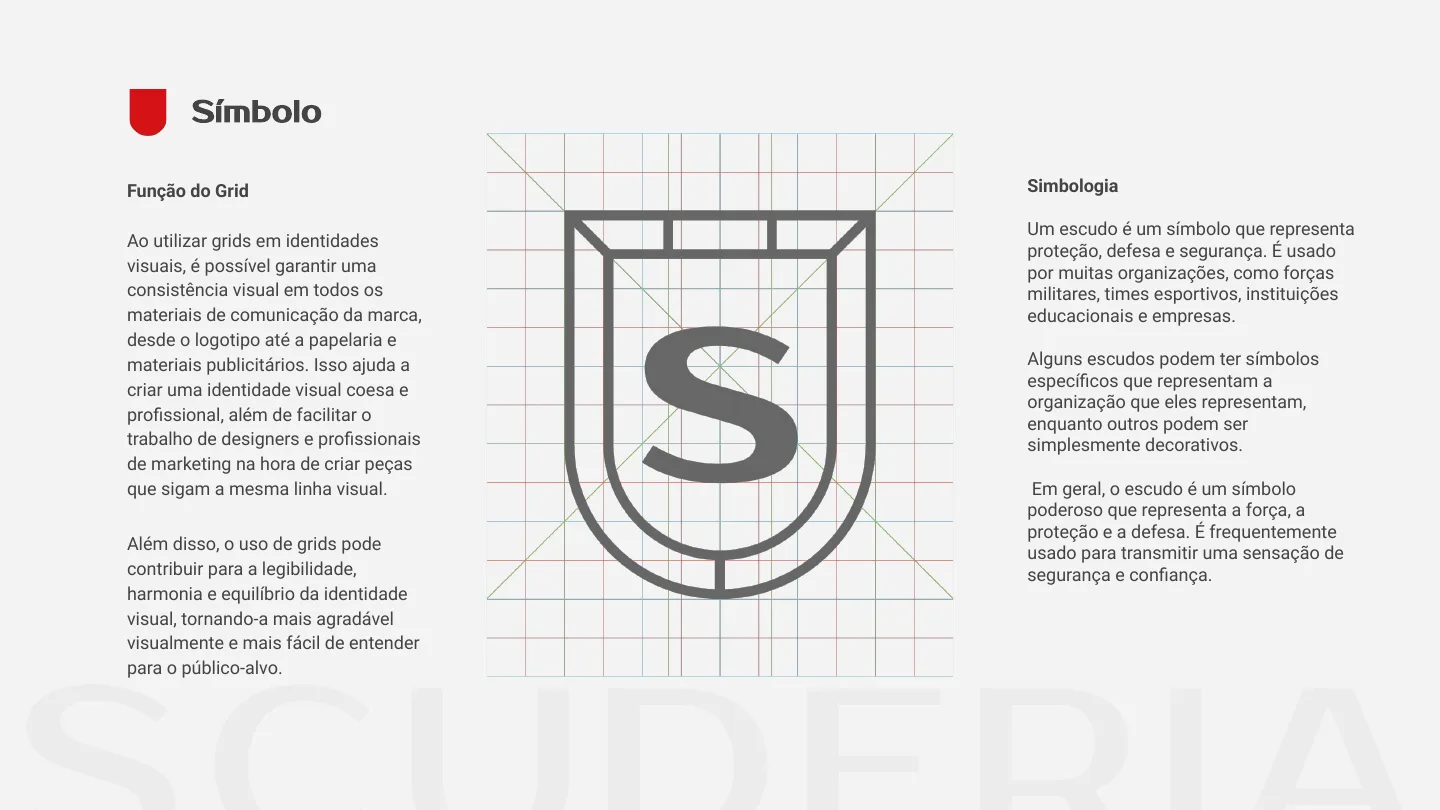 Símbolo
Função do Grid
Ao utilizar grids em identidades
visuais, é possível garantir uma
consistência visual em todos os
materiais de comunicação da marca,
desde o logotipo até a papelaria e
materiais publicitários. Isso ajuda a
criar uma identidade visual coesa e
profissional, além de facilitar o
trabalho de designers e profissionais
de marketing na hora de criar peças
que sigam a mesma linha visual.
Além disso, o uso de grids pode
contribuir para a legibilidade,
harmonia e equilíbrio da identidade
visual, tornando-a mais agradável
visualmente e mais fácil de entender
para o público-alvo.
S
Simbologia
Um escudo é um símbolo que representa
proteção, defesa e segurança. É usado
por muitas organizações, como forças
militares, times esportivos, instituições
educacionais e empresas.
Alguns escudos podem ter símbolos
específicos que representam a
organização que eles representam,
enquanto outros podem ser
simplesmente decorativos.
Em geral, o escudo é um símbolo
poderoso que representa a força, a
proteção e a defesa. É frequentemente
usado para transmitir uma sensação de
segurança e confiança.
SCUDERIA